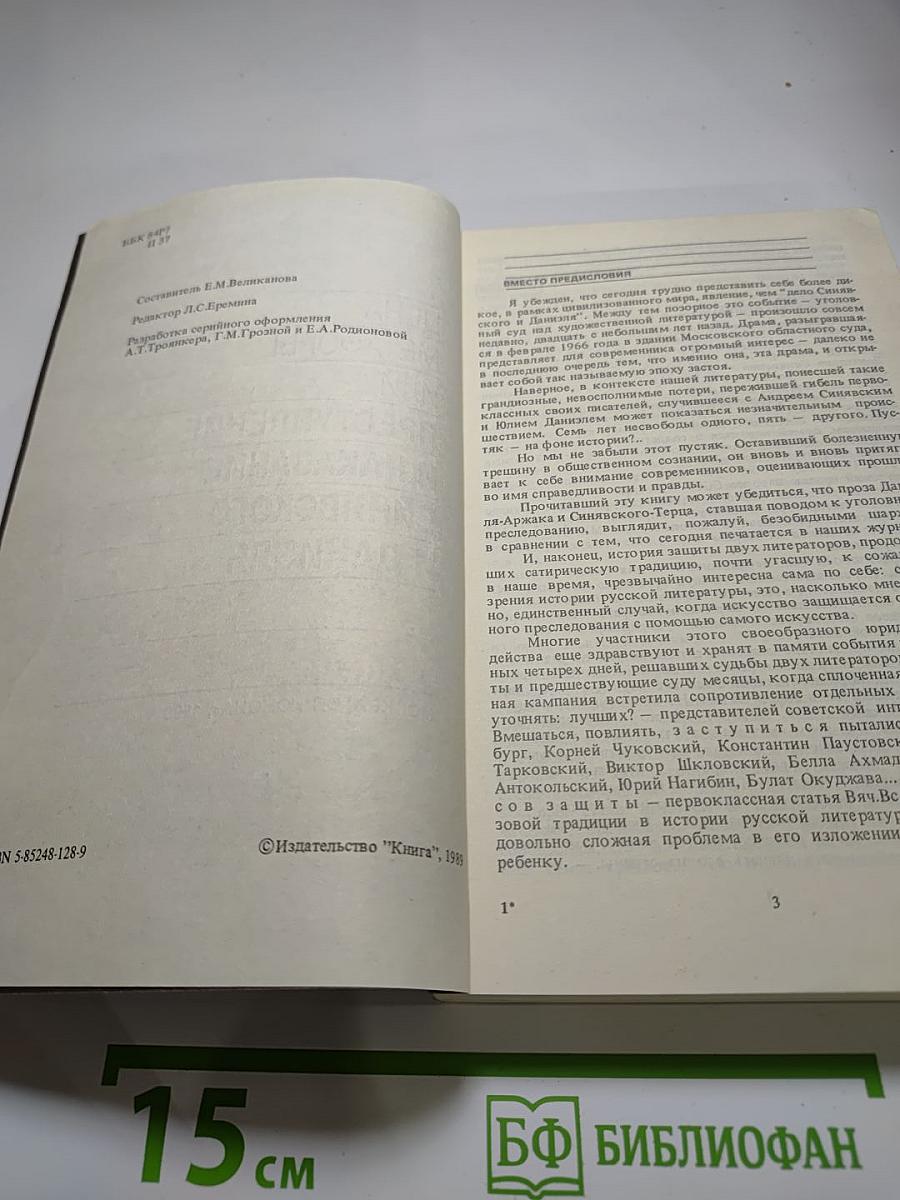 ББК 84Р7
П 37
Составитель Е.М.Великанова
Редактор Л.С.Еремина
Разработка серийного оформления
А.Т.Троянкера, Г.М.Грозной и Е.А.Родионовой
5-85248-128-9
©Издательство "Книга", 1989
ВМЕСТО ПРЕДИСЛОВИЯ
Я убежден, что сегодня трудно представить себе более ди-
кое, в рамках цивилизованного мира, явление, чем "дело Синяв-
ского и Даниэля". Между тем позорное это событие — уголов-
ный суд над художественной литературой — произошло совсем
недавно, двадцать с небольшим лет назад. Драма, разыгравшая-
ся в феврале 1966 года в здании Московского областного суда,
представляет для современника огромный интерес — далеко не
в последнюю очередь тем, что именно она, эта драма, и откры-
вает собой так называемую эпоху застоя.
Наверное, в контексте нашей литературы, понесшей такие
грандиозные, невосполнимые потери, пережившей гибель перво-
классных своих писателей, случившееся с Андреем Синявским
и Юлием Даниэлем может показаться незначительным проис-
шествием. Семь лет несвободы одного, пять — другого. Пус-
тяк — на фоне истории?..
Но мы не забыли этот пустяк. Оставивший болезненную
трещину в общественном сознании, он вновь и вновь притяг
вает к себе внимание современников, оценивающих прошл
во имя справедливости и правды.
Прочитавший эту книгу может убедиться, что проза Дан
ля-Аржака и Синявского-Терца, ставшая поводом к уголовн
преследованию, выглядит, пожалуй, безобидными шарж
в сравнении с тем, что сегодня печатается в наших журн
И, наконец, история защиты двух литераторов, продо
ших сатирическую традицию, почти угасшую, к сожа
в наше время, чрезвычайно интересна сама по себе: с
зрения истории русской литературы, это, насколько мне
но, единственный случай, когда искусство защищается с
ного преследования с помощью самого искусства.
Многие участники этого своеобразного юрид
действа еще здравствуют и хранят в памяти события
ных четырех дней, решавших судьбы двух литераторов
ты и предшествующие суду месяцы, когда сплоченная
ная кампания встретила сопротивление отдельных
уточнять: лучших? — представителей советской инт
Вмешаться, повлиять, з а с т у п и т ь с я пыталис
бург, Корней Чуковский, Константин Паустовск
Тарковский, Виктор Шкловский, Белла Ахмад
Антокольский, Юрий Нагибин, Булат Окуджава...
с о в з а щ и т ы — первоклассная статья Вяч.Вс.
зовой традиции в истории русской литератур
довольно сложная проблема в его изложении
ребенку.
1*
3
15 см
БФ БИБЛИОФАН